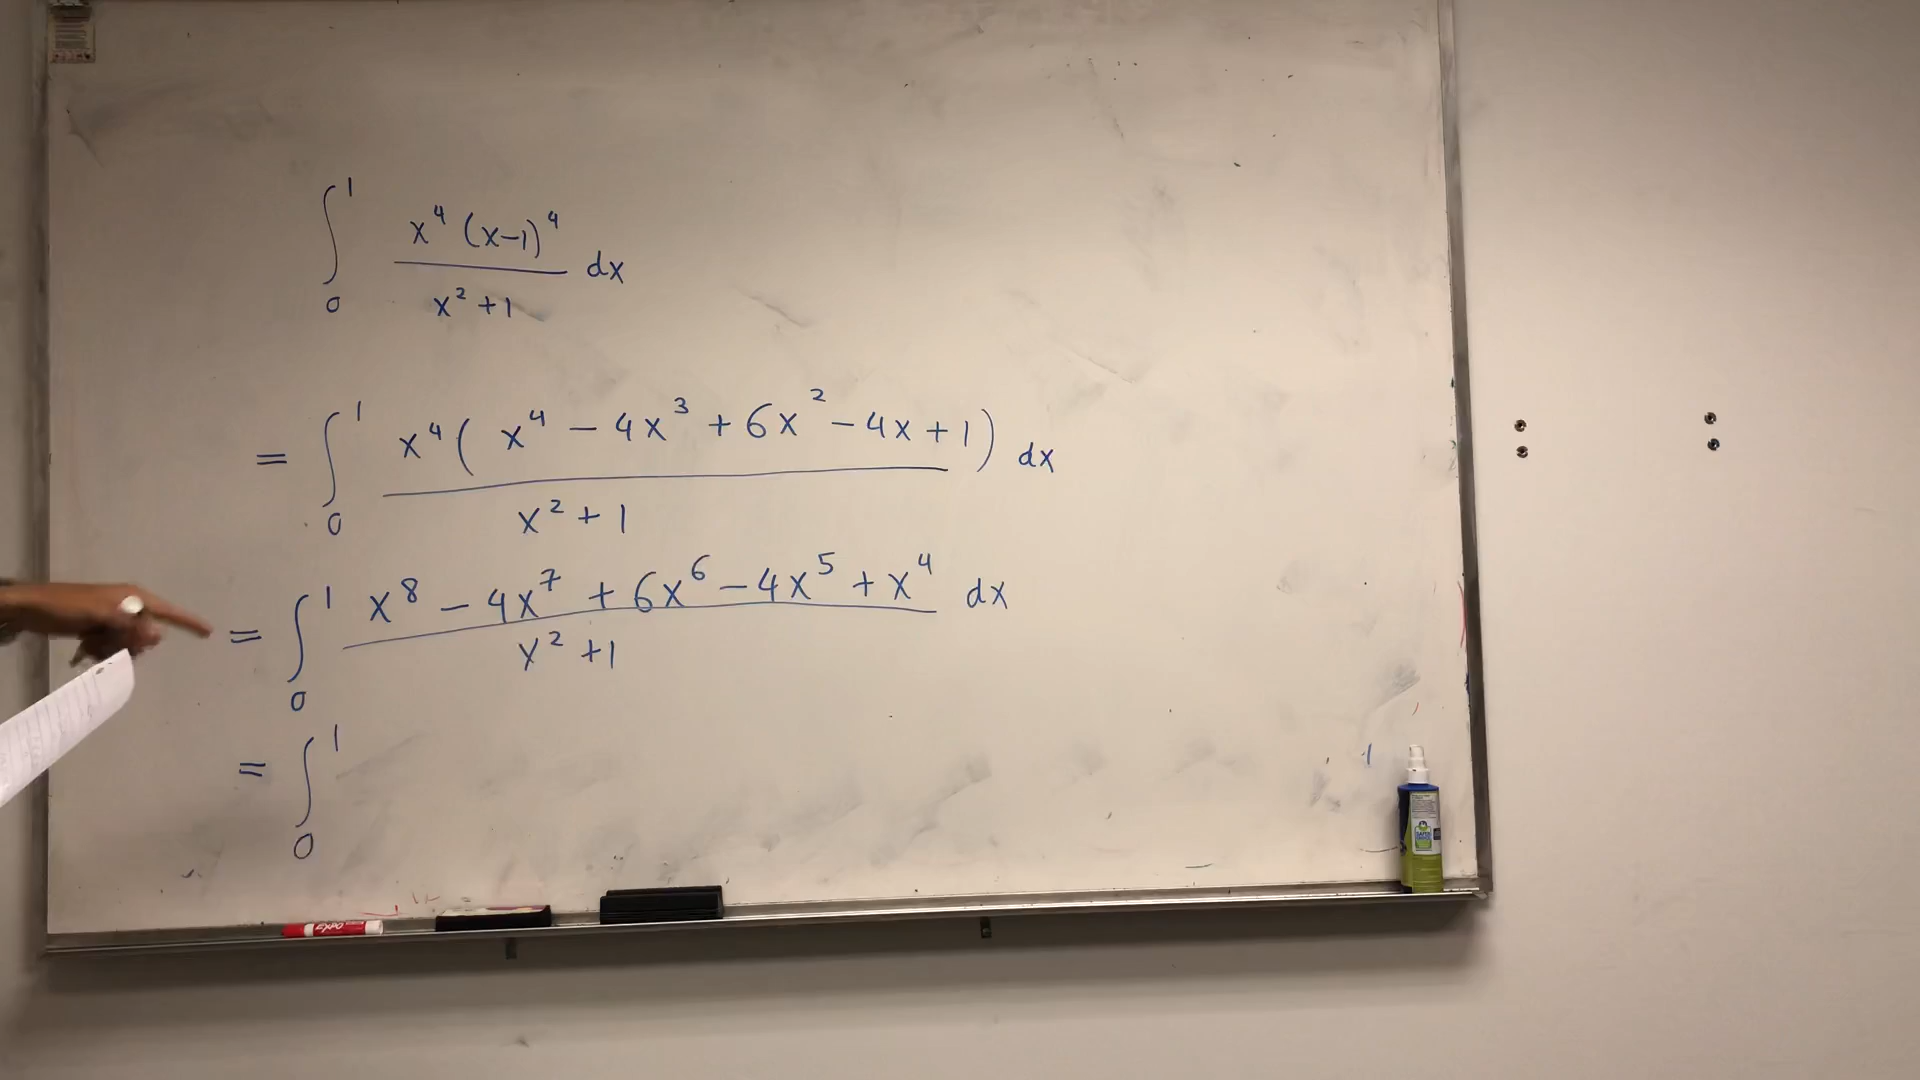 ∫₀¹ x⁴(x-1)⁴ / x²+1 dx
= ∫₀¹ x⁴(x⁴ - 4x³ + 6x² - 4x + 1) / x²+1 dx
= ∫₀¹ x⁸ - 4x⁷ + 6x⁶ - 4x⁵ + x⁴ / x²+1 dx
= ∫₀¹
EXPO